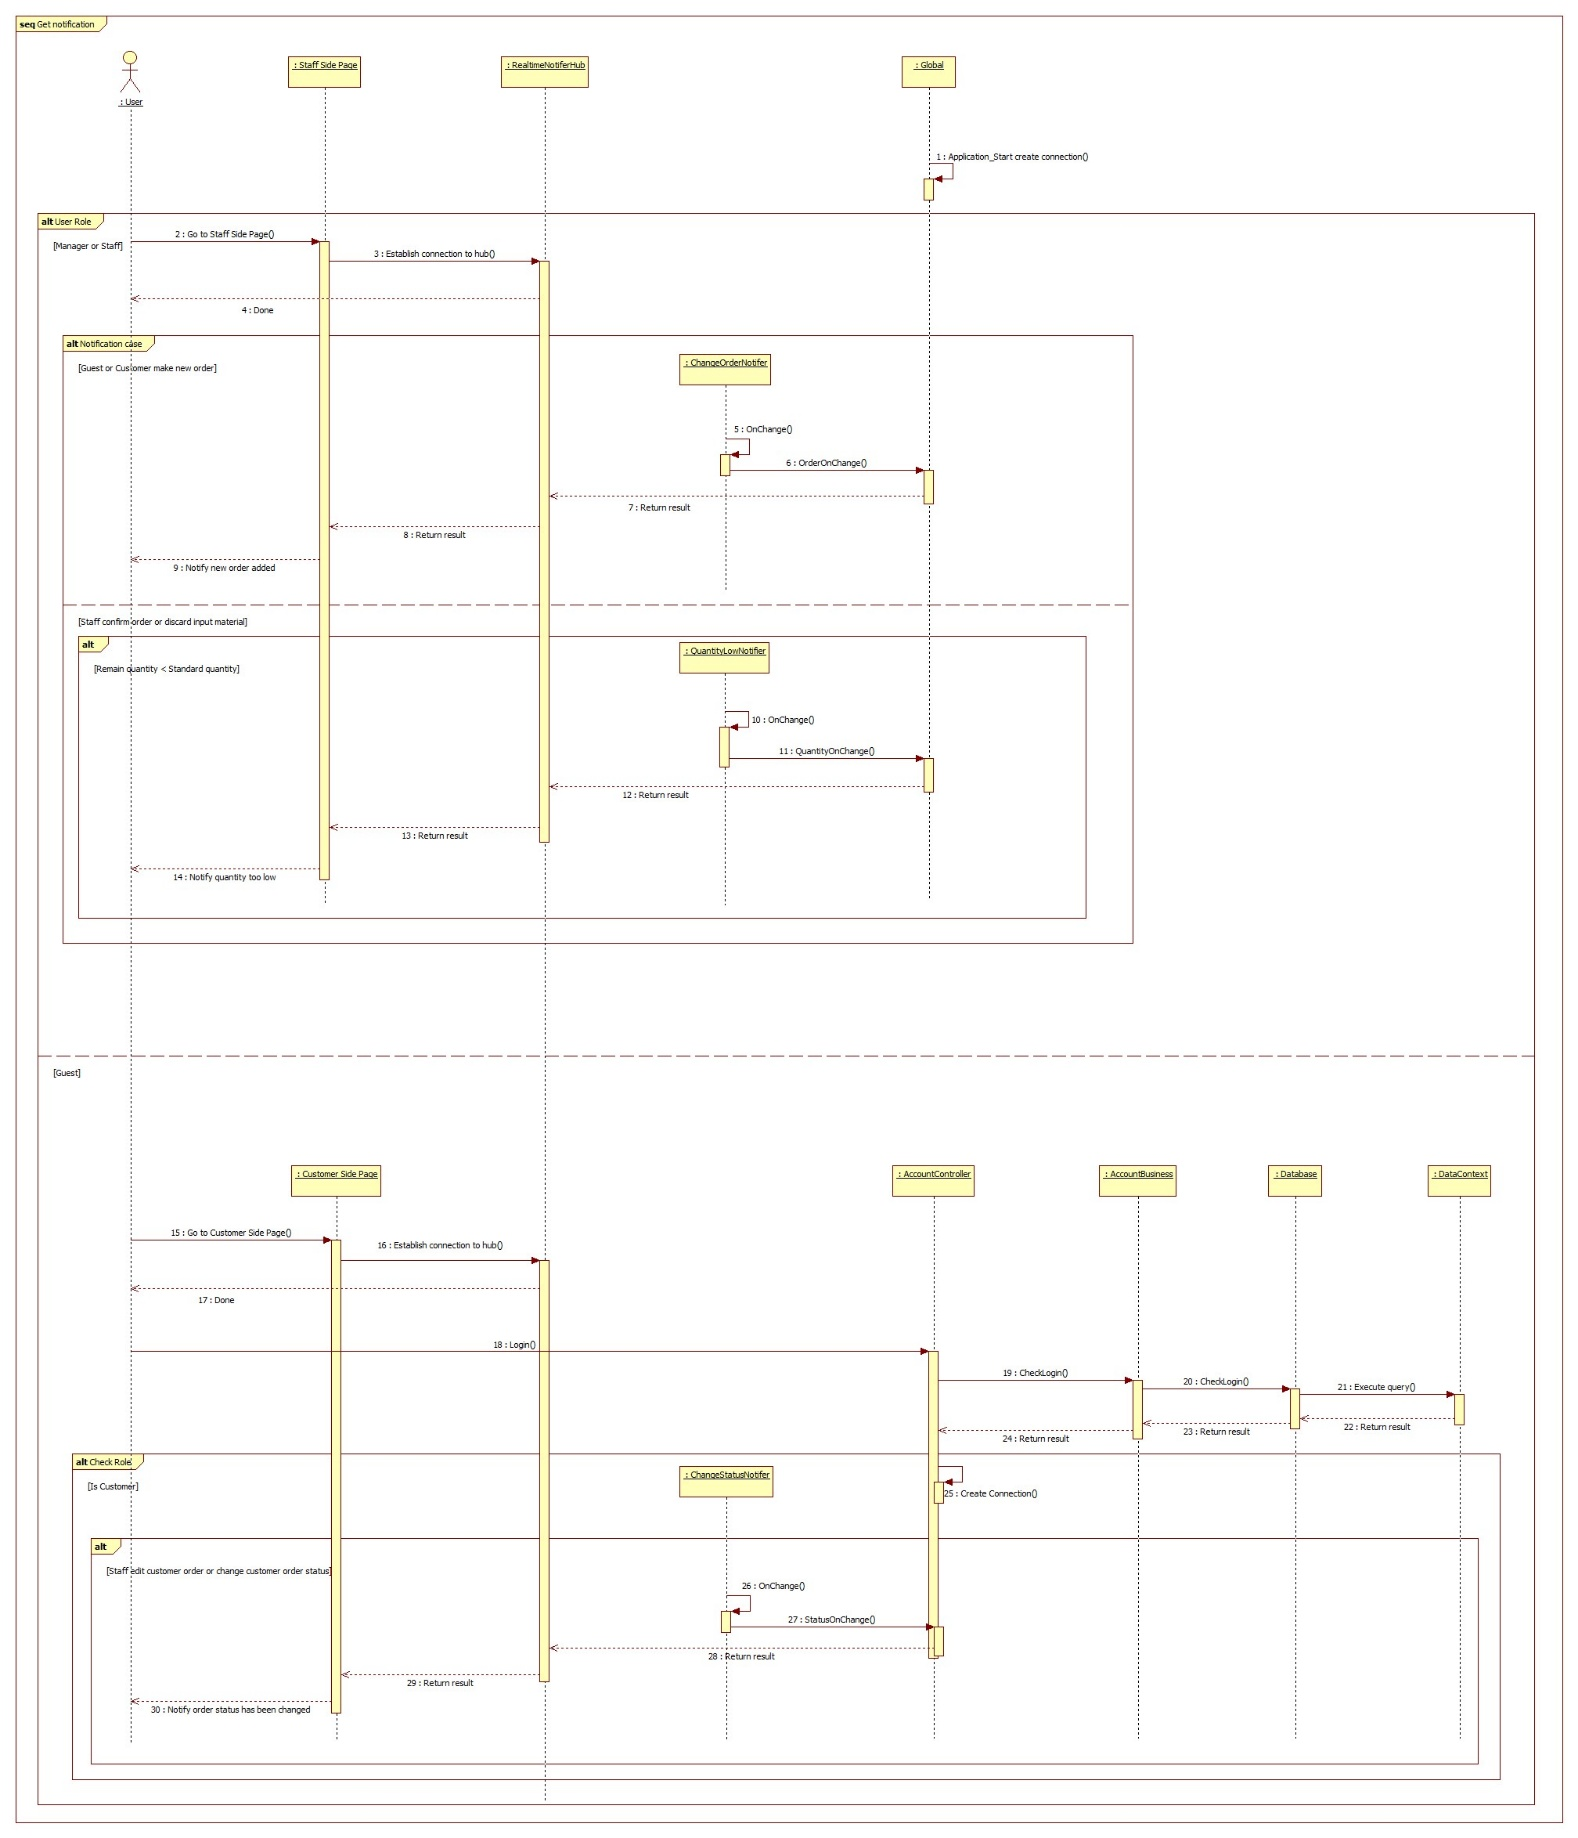 seq Get notification
: Staff Side Page
: RealtimeNotiferHub
: Global
: User
1 : Application_Start create connection()
alt User Role
2 : Go to Staff Side Page()
[Manager or Staff]
3 : Establish connection to hub()
4 : Done
alt Notification case
[Guest or Customer make new order]
: ChangeOrderNotifer
5 : OnChange()
6 : OrderOnChange()
7 : Return result
8 : Return result
9 : Notify new order added
[Staff confirm order or discard input material]
alt
: QuantityLowNotifier
[Remain quantity < Standard quantity]
10 : OnChange()
11 : QuantityOnChange()
12 : Return result
13 : Return result
14 : Notify quantity too low
[Guest]
: Customer Side Page
: AccountController
: AccountBusiness
: Database
: DataContext
15 : Go to Customer Side Page()
16 : Establish connection to hub()
17 : Done
18 : Login()
19 : CheckLogin()
20 : CheckLogin()
21 : Execute query()
22 : Return result
23 : Return result
24 : Return result
alt Check Role
: ChangeStatusNotifer
[Is Customer]
25 : Create Connection()
alt
[Staff edit customer order or change customer order status]
26 : OnChange()
27 : StatusOnChange()
28 : Return result
29 : Return result
30 : Notify order status has been changed